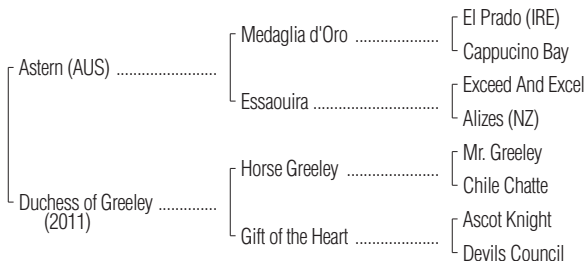 El Prado (IRE)
Medaglia d'Oro ....................
Cappucino Bay
Astern (AUS) ........................
Exceed And Excel
Essaouira ............................
Alizes (NZ)
Mr. Greeley
Horse Greeley .....................
Chile Chatte
Duchess of Greeley ..............
(2011)
Ascot Knight
Gift of the Heart ...................
Devils Council